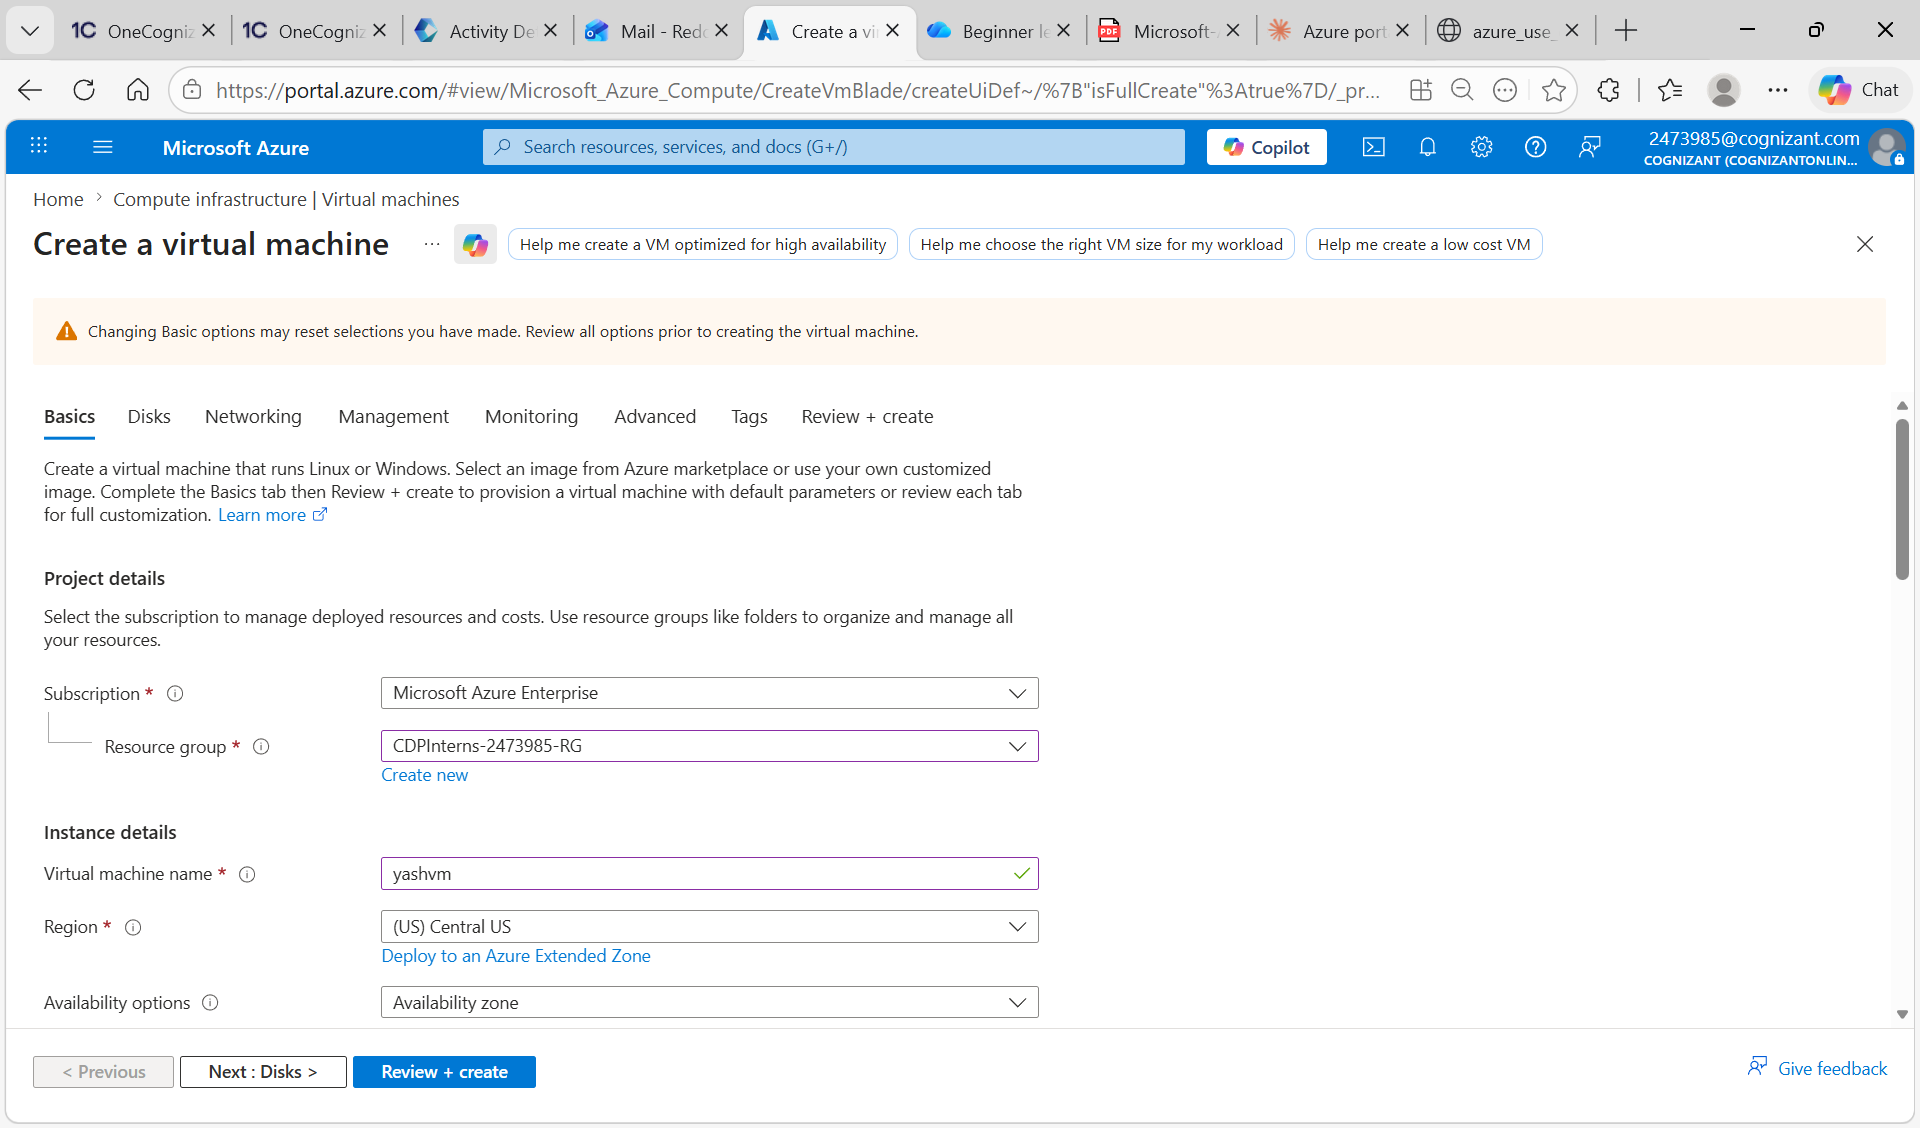 OneCogniz
OneCogniz
Activity De
Mail - Redc
Create a vi
Beginner le
Microsoft-
Azure port
azure_use_
https://portal.azure.com/#view/Microsoft_Azure_Compute/CreateVmBlade/createUiDef~/%7B"isFullCreate"%3Atrue%7D/_pr...
Chat
Microsoft Azure
Search resources, services, and docs (G+/)
Copilot
2473985@cognizant.com
COGNIZANT (COGNIZANTONLIN...
Home > Compute infrastructure | Virtual machines
Create a virtual machine
...
Help me create a VM optimized for high availability
Help me choose the right VM size for my workload
Help me create a low cost VM
Changing Basic options may reset selections you have made. Review all options prior to creating the virtual machine.
Basics Disks Networking Management Monitoring Advanced Tags Review + create
Create a virtual machine that runs Linux or Windows. Select an image from Azure marketplace or use your own customized
image. Complete the Basics tab then Review + create to provision a virtual machine with default parameters or review each tab
for full customization. Learn more
Project details
Select the subscription to manage deployed resources and costs. Use resource groups like folders to organize and manage all
your resources.
Subscription *
Microsoft Azure Enterprise
Resource group *
CDPInterns-2473985-RG
Create new
Instance details
Virtual machine name *
yashvm
Region *
(US) Central US
Deploy to an Azure Extended Zone
Availability options
Availability zone
< Previous
Next : Disks >
Review + create
Give feedback